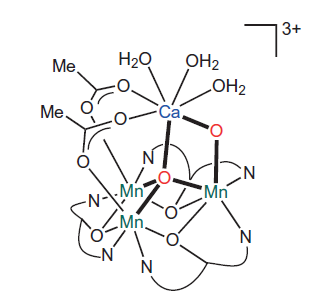 3+
H2O OH2
Me O OH2
O Ca
Me O O
O N N
Mn O Mn
N O
Mn
O O N
N N